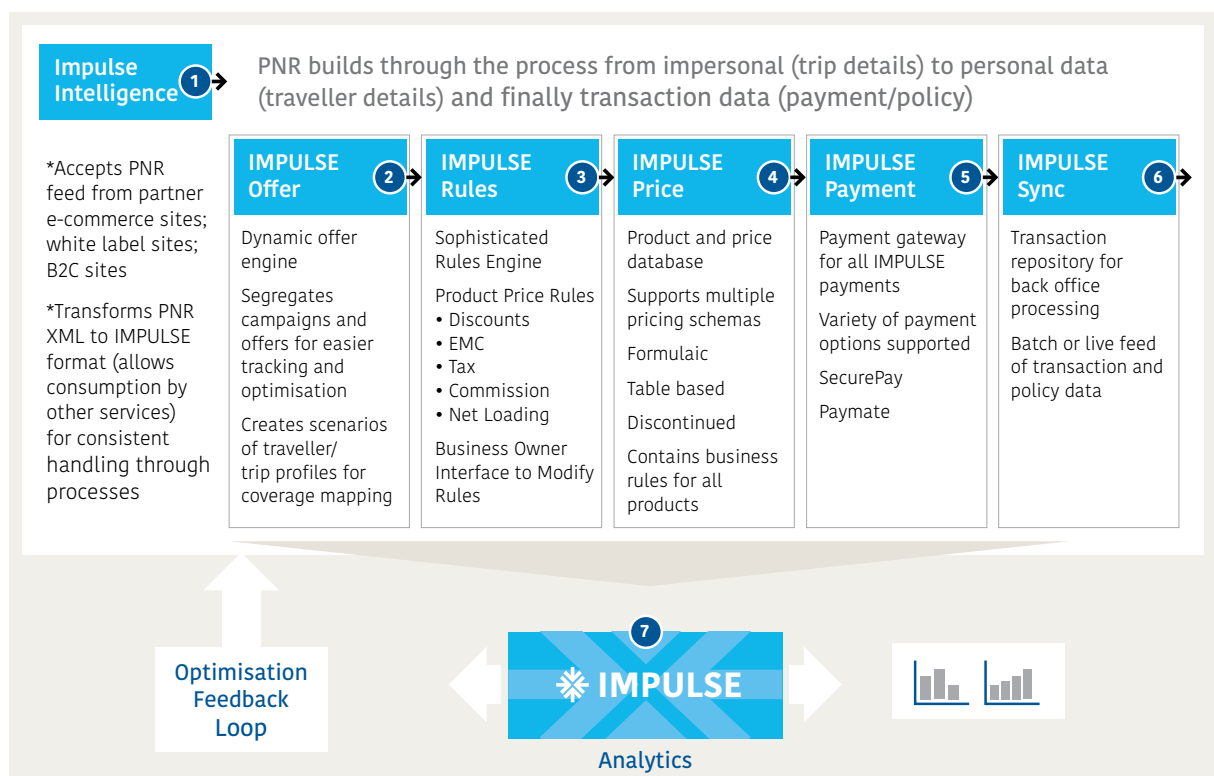 Impulse
Intelligence
1
PNR builds through the process from impersonal (trip details) to personal data
(traveller details) and finally transaction data (payment/policy)
*Accepts PNR
feed from partner
e-commerce sites;
white label sites;
B2C sites
*Transforms PNR
XML to IMPULSE
format (allows
consumption by
other services)
for consistent
handling through
processes
IMPULSE
Offer
2
Dynamic offer
engine
Segregates
campaigns and
offers for easier
tracking and
optimisation
Creates scenarios
of traveller/
trip profiles for
coverage mapping
IMPULSE
Rules
3
Sophisticated
Rules Engine
Product Price Rules
• Discounts
• EMC
• Tax
• Commission
• Net Loading
Business Owner
Interface to Modify
Rules
IMPULSE
Price
4
Product and price
database
Supports multiple
pricing schemas
Formulaic
Table based
Discontinued
Contains business
rules for all
products
IMPULSE
Payment
5
Payment gateway
for all IMPULSE
payments
Variety of payment
options supported
SecurePay
Paymate
IMPULSE
Sync
6
Transaction
repository for
back office
processing
Batch or live feed
of transaction and
policy data
Optimisation
Feedback
Loop
7
IMPULSE
Analytics